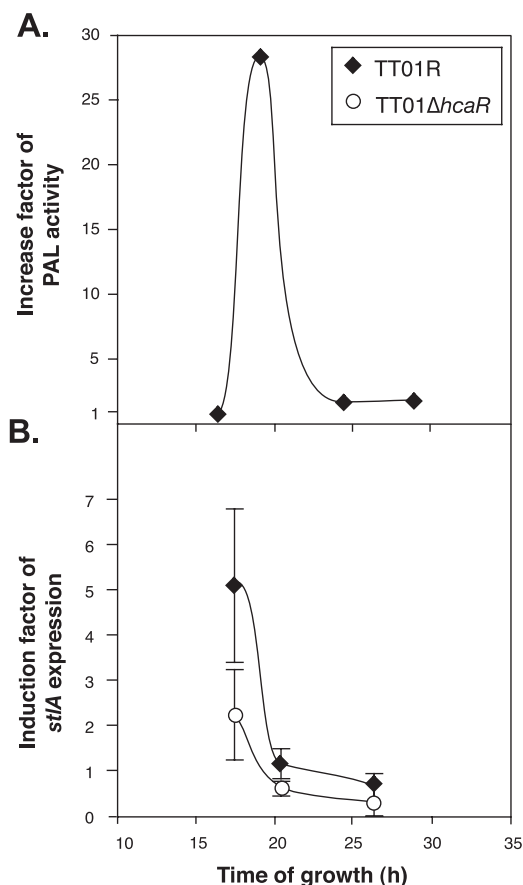 A.
Increase factor of
PAL activity
30
25
20
15
10
5
1
TT01R
TT01ΔhcaR
B.
Induction factor of
stlA expression
7
6
5
4
3
2
1
0
10 15 20 25 30 35
Time of growth (h)